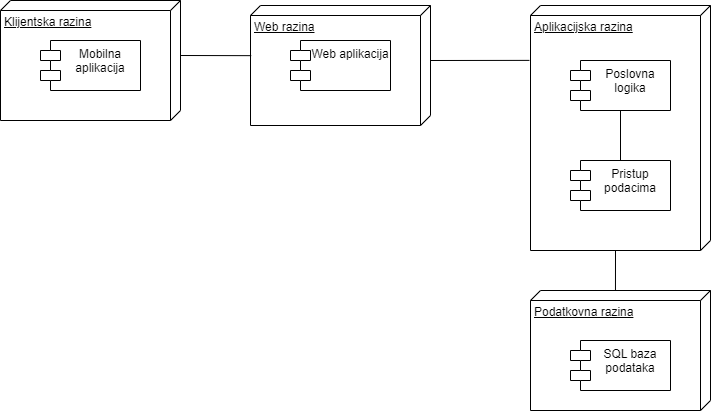 Klijentska razina
Mobilna
aplikacija
Web razina
Web aplikacija
Aplikacijska razina
Poslovna
logika
Pristup
podacima
Podatkovna razina
SQL baza
podataka